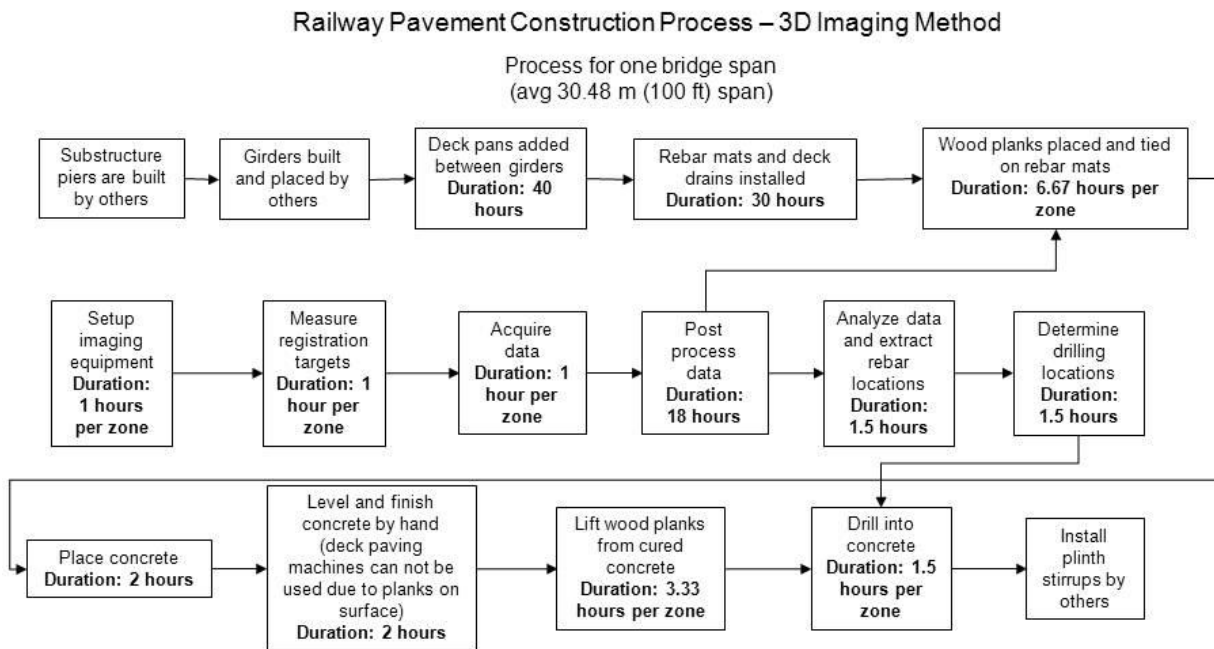 Railway Pavement Construction Process – 3D Imaging Method
Process for one bridge span
(avg 30.48 m (100 ft) span)
Substructure
piers are built
by others
Girders built
and placed by
others
Deck pans added
between girders
Duration: 40
hours
Rebar mats and deck
drains installed
Duration: 30 hours
Wood planks placed and tied
on rebar mats
Duration: 6.67 hours per
zone
Setup
imaging
equipment
Duration:
1 hours
per zone
Measure
registration
targets
Duration: 1
hour per
zone
Acquire
data
Duration: 1
hour per
zone
Post
process
data
Duration:
18 hours
Analyze data
and extract
rebar
locations
Duration:
1.5 hours
Determine
drilling
locations
Duration:
1.5 hours
Place concrete
Duration: 2 hours
Level and finish
concrete by hand
(deck paving
machines can not be
used due to planks on
surface)
Duration: 2 hours
Lift wood planks
from cured
concrete
Duration: 3.33
hours per zone
Drill into
concrete
Duration: 1.5
hours per
zone
Install
plinth
stirrups by
others